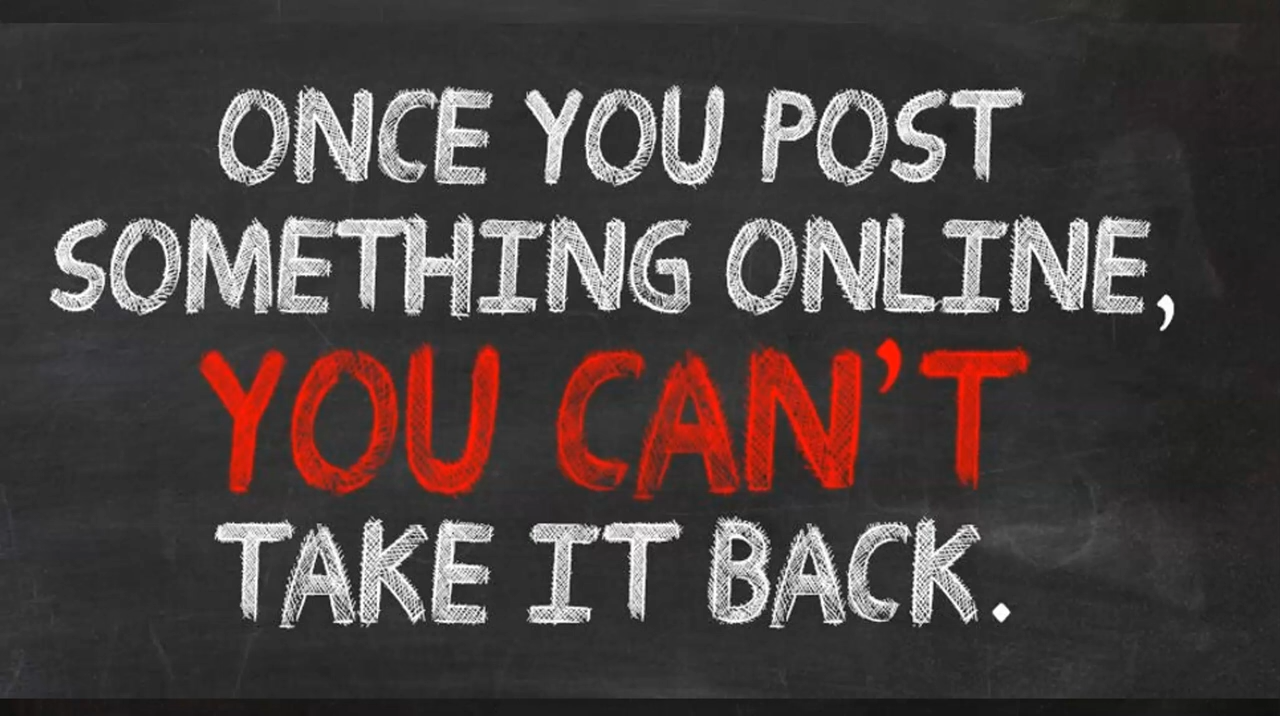 ONCE YOU POST
SOMETHING ONLINE,
YOU CAN'T
TAKE IT BACK.